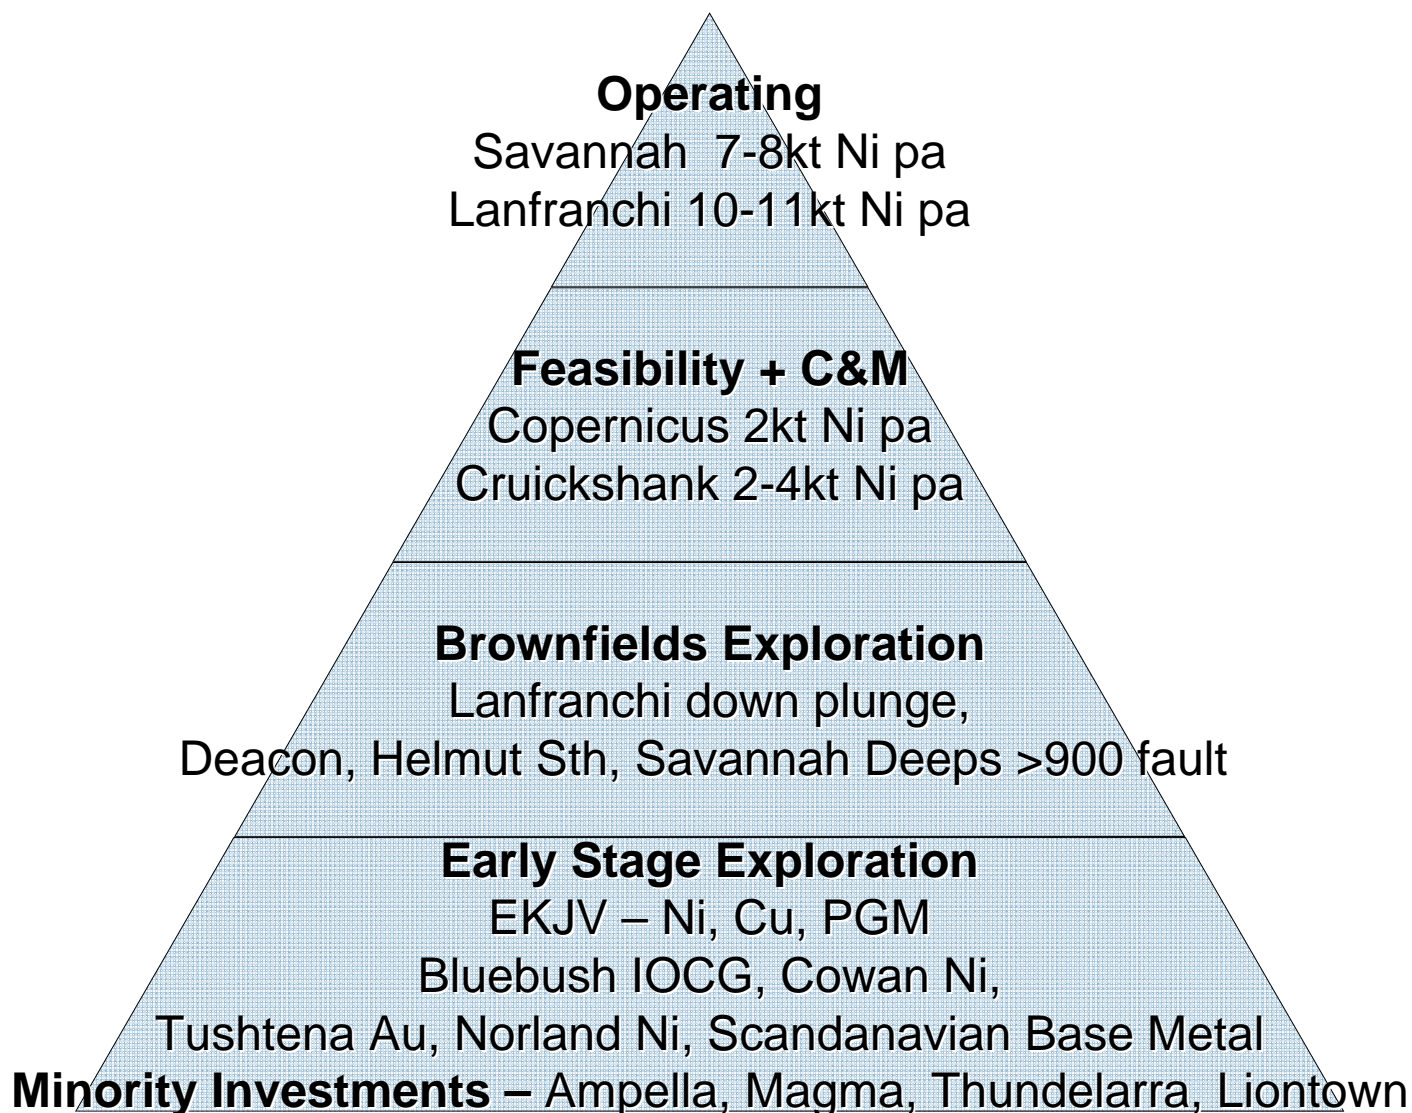 Operating
Savannah 7-8kt Ni pa
Lanfranchi 10-11kt Ni pa
Feasibility + C&M
Copernicus 2kt Ni pa
Cruickshank 2-4kt Ni pa
Brownfields Exploration
Lanfranchi down plunge,
Deacon, Helmut Sth, Savannah Deeps >900 fault
Early Stage Exploration
EKJV – Ni, Cu, PGM
Bluebush IOCG, Cowan Ni,
Tushtena Au, Norland Ni, Scandanavian Base Metal
Minority Investments – Ampella, Magma, Thundelarra, Liontown